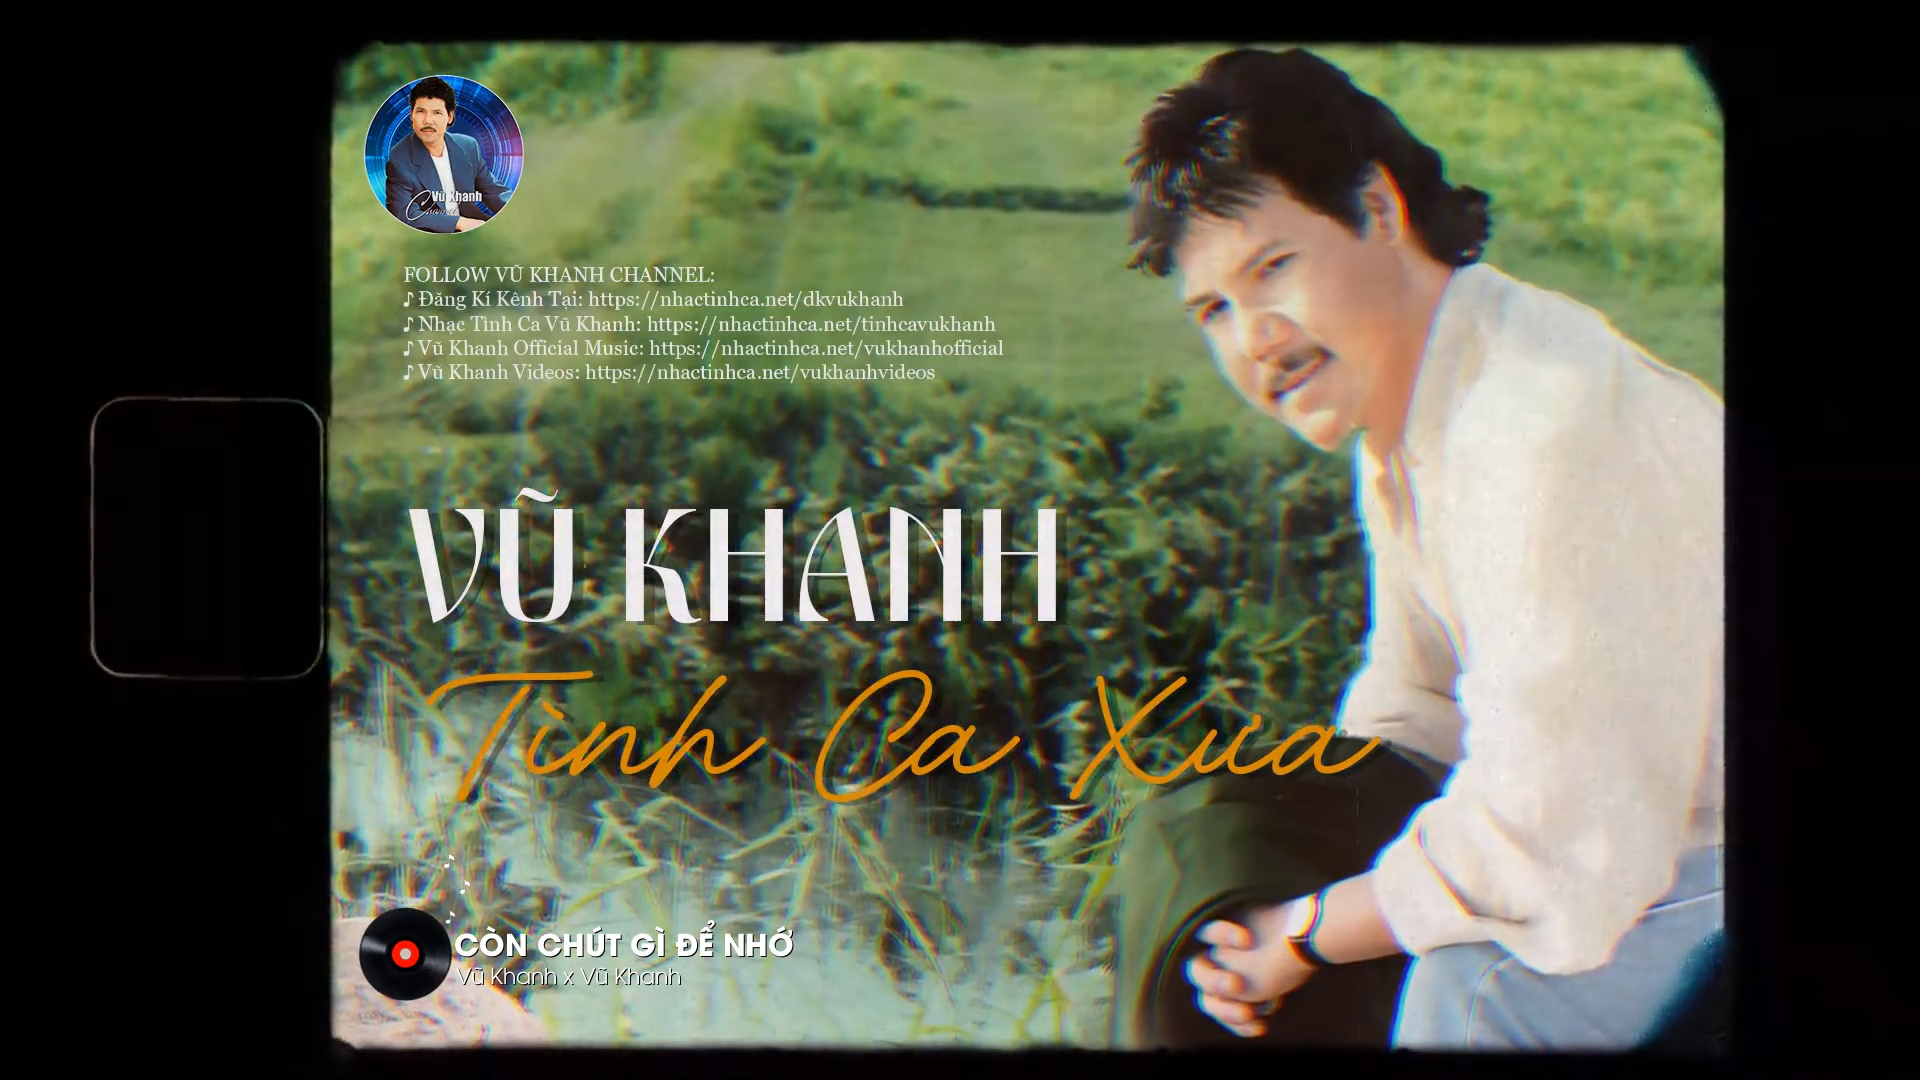 Vũ Khanh
Channel
FOLLOW VŨ KHANH CHANNEL:
♪ Đăng Kí Kênh Tại: https://nhactinhca.net/dkvukhanh
♪ Nhạc Tình Ca Vũ Khanh: https://nhactinhca.net/tinhcavukhanh
♪ Vũ Khanh Official Music: https://nhactinhca.net/vukhanhofficial
♪ Vũ Khanh Videos: https://nhactinhca.net/vukhanhvideos
VŨ KHANH
Tình Ca Xưa
CÒN CHÚT GÌ ĐỂ NHỚ
Vũ Khanh x Vũ Khanh